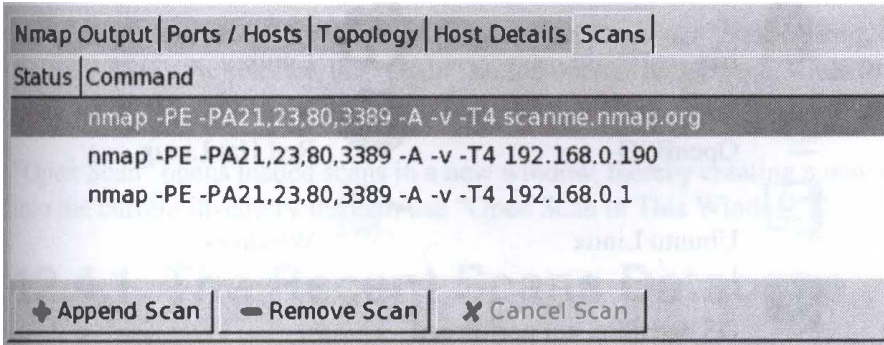 Nmap Output Ports / Hosts Topology Host Details Scans
Status Command
nmap -PE -PA21,23,80,3389 -A -v -T4 scanme.nmap.org
nmap -PE -PA21,23,80,3389 -A -v -T4 192.168.0.190
nmap -PE -PA21,23,80,3389 -A -v -T4 192.168.0.1
Append Scan Remove Scan Cancel Scan